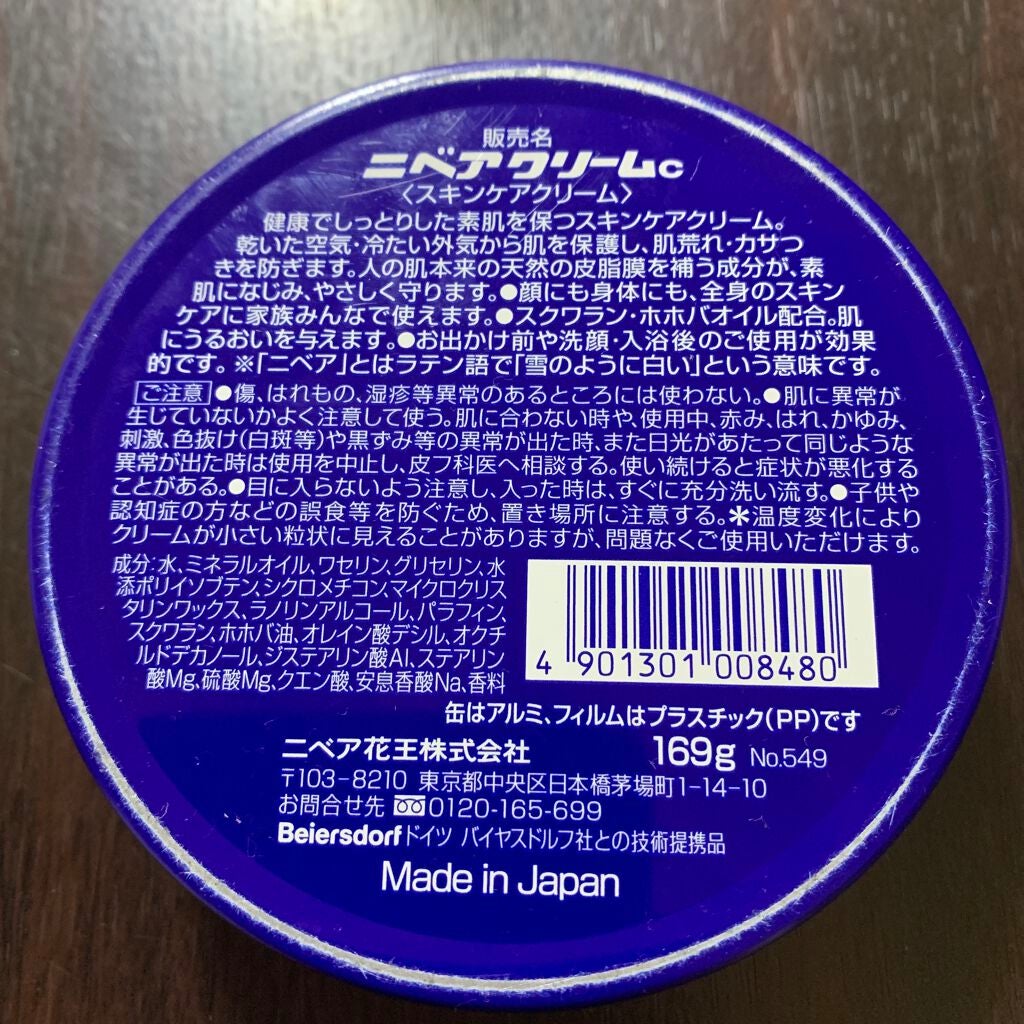 販売名
ニベアクリームc
〈スキンケアクリーム〉
健康でしっとりした素肌を保つスキンケアクリーム。
乾いた空気・冷たい外気から肌を保護し、肌荒れ・カサつ
きを防ぎます。人の肌本来の天然の皮脂膜を補う成分が、素
肌になじみ、やさしく守ります。●顔にも身体にも、全身のスキン
ケアに家族みんなで使えます。●スクワラン・ホホバオイル配合。肌
にうるおいを与えます。●お出かけ前や洗顔・入浴後のご使用が効果
的です。※「ニベア」とはラテン語で「雪のように白い」という意味です。
ご注意 ●傷、はれもの、湿疹等異常のあるところには使わない。●肌に異常が
生じていないかよく注意して使う。肌に合わない時や、使用中、赤み、はれ、かゆみ、
刺激、色抜け(白斑等)や黒ずみ等の異常が出た時、また日光があたって同じような
異常が出た時は使用を中止し、皮フ科医へ相談する。使い続けると症状が悪化する
ことがある。●目に入らないよう注意し、入った時は、すぐに充分洗い流す。●子供や
認知症の方などの誤食等を防ぐため、置き場所に注意する。＊温度変化により
クリームが小さい粒状に見えることがありますが、問題なくご使用いただけます。
成分:水、ミネラルオイル、ワセリン、グリセリン、水
添ポリイソブテン、シクロメチコン、マイクロクリス
タリンワックス、ラノリンアルコール、パラフィン、
スクワラン、ホホバ油、オレイン酸デシル、オクチ
ルドデカノール、ジステアリン酸Al、ステアリン
酸Mg、硫酸Mg、クエン酸、安息香酸Na、香料
4 901301 008480
缶はアルミ、フィルムはプラスチック(PP)です
ニベア花王株式会社 169g No.549
〒103-8210 東京都中央区日本橋茅場町1-14-10
お問合せ先 0120-165-699
Beiersdorf ドイツ バイヤスドルフ社との技術提携品
Made in Japan